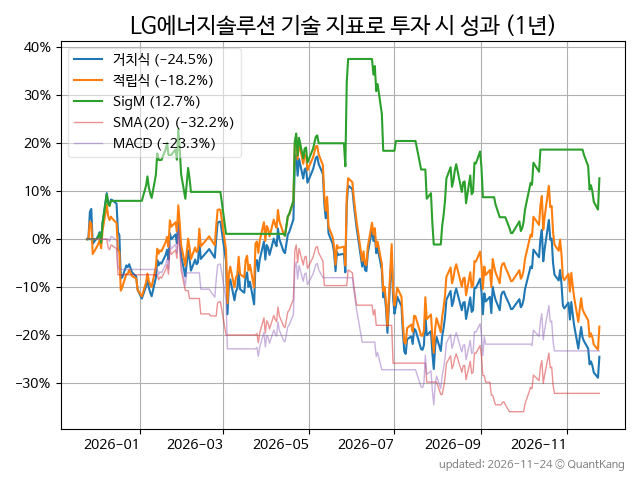 LG에너지솔루션 기술 지표로 투자 시 성과 (1년)
거치식 (−24.5%)
적립식 (−18.2%)
SigM (12.7%)
SMA(20) (−32.2%)
MACD (−23.3%)
40%
30%
20%
10%
0%
−10%
−20%
−30%
2026-01 2026-03 2026-05 2026-07 2026-09 2026-11
updated: 2026-11-24 © QuantKang